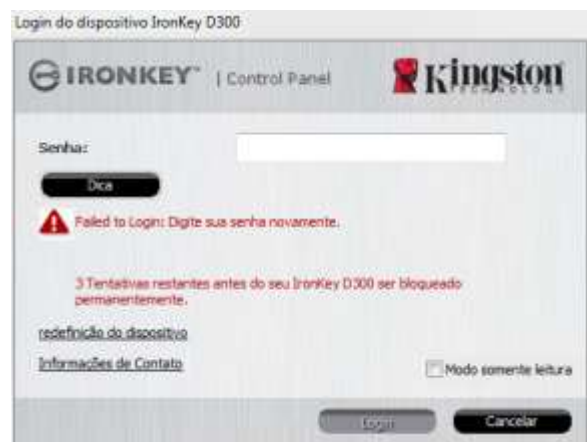 Login do dispositivo IronKey D300
IRONKEY™ | Control Panel
Kingston
TECHNOLOGY
Senha:
Dica
Failed to Login: Digite sua senha novamente.
3 Tentativas restantes antes do seu IronKey D300 ser bloqueado
permanentemente.
redefinição do dispositivo
Informações de Contato
Modo somente leitura
Login
Cancelar